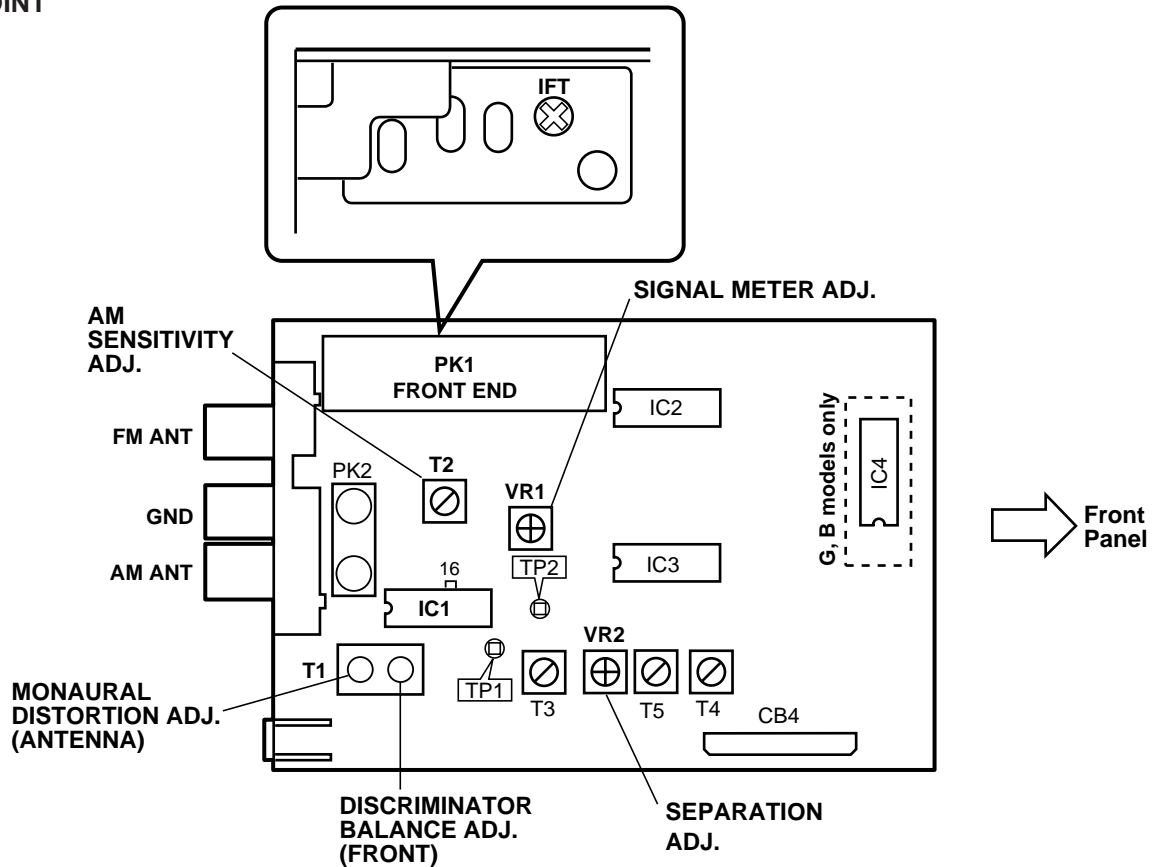 IFT
SIGNAL METER ADJ.
AM
SENSITIVITY
ADJ.
PK1
FRONT END
IC2
G, B models only
IC4
FM ANT
PK2
T2
VR1
GND
Front
Panel
AM ANT
16
TP2
IC3
IC1
VR2
T1
TP1
T3
T5
T4
MONAURAL
DISTORTION ADJ.
(ANTENNA)
CB4
DISCRIMINATOR
BALANCE ADJ.
(FRONT)
SEPARATION
ADJ.